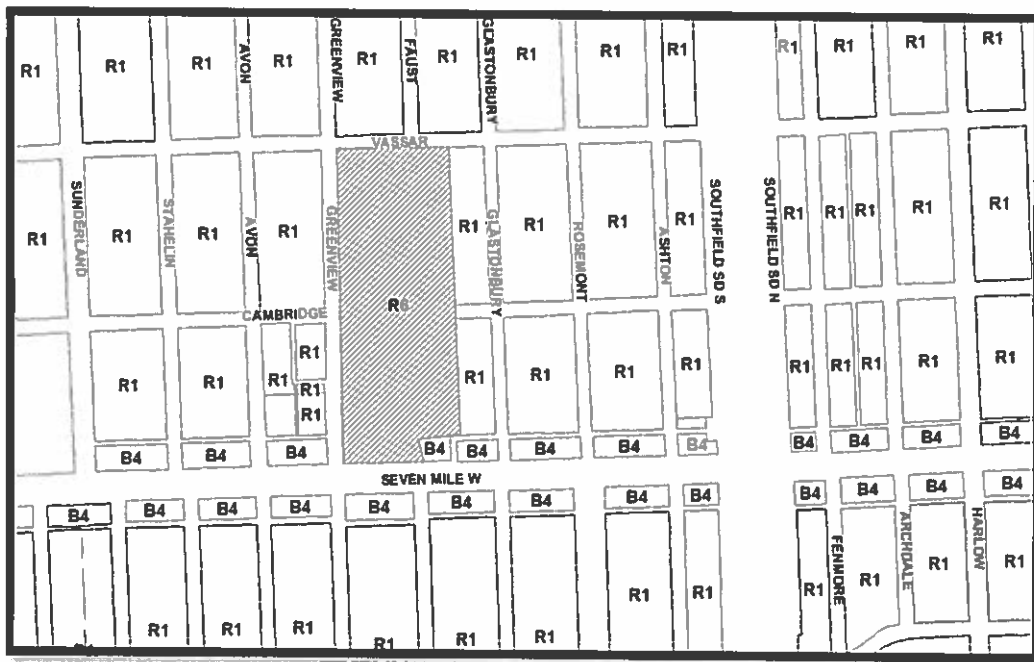 R1 R1 R1 R1 R1 R1 R1 R1 R1 R1 R1 R1 R1
AVON
GREENVIEW
FAUST
GLASTONBURY
VASSAR
SUNDERLAND
STAHELIN
AVON
GREENVIEW
GLASTONBURY
ROSEMONT
ASHTON
SOUTHFIELD SD S
SOUTHFIELD SD N
R1 R1 R1 R1 R1 R1 R1 R1 R1 R1 R1 R1 R1
R6
CAMBRIDGE
R1 R1 R1 R1 R1 R1 R1 R1 R1 R1 R1 R1 R1 R1
R1
B4 B4 B4 B4 B4 B4 B4 B4 B4 B4 B4 B4
SEVEN MILE W
B4 B4 B4 B4 B4 B4 B4 B4 B4 B4 B4 B4 B4
FENMORE
ARCHDALE
HARLOW
R1 R1 R1 R1 R1 R1 R1 R1 R1 R1 R1 R1